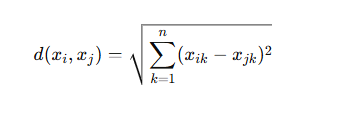 d(x_i, x_j) = \sqrt{\sum_{k=1}^{n} (x_{ik} - x_{jk})^2}